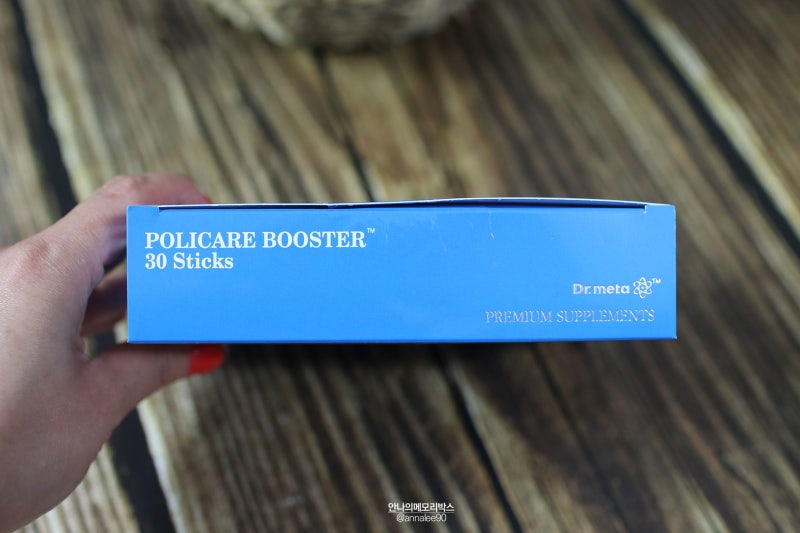 POLICARE BOOSTER™
30 Sticks
Dr.meta™
PREMIUM SUPPLEMENTS
안나의메모리박스
@annalee90